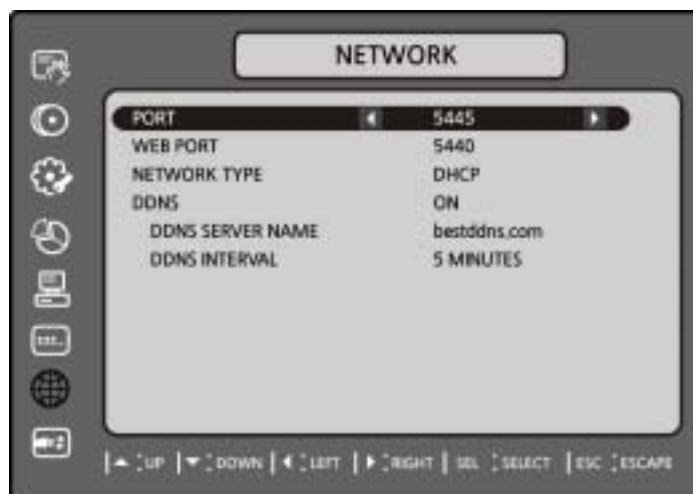 NETWORK
PORT 5445
WEB PORT 5440
NETWORK TYPE DHCP
DDNS ON
DDNS SERVER NAME bestddns.com
DDNS INTERVAL 5 MINUTES
UP DOWN LEFT RIGHT SEL SELECT ESC ESCAPE